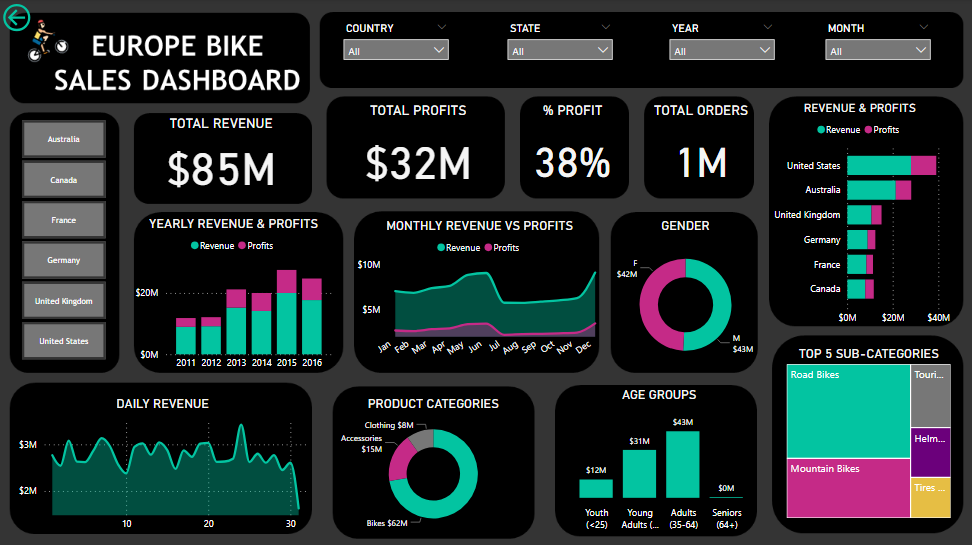 EUROPE BIKE
SALES DASHBOARD
COUNTRY
All
STATE
All
YEAR
All
MONTH
All
Australia
Canada
France
Germany
United Kingdom
United States
TOTAL REVENUE
$85M
TOTAL PROFITS
$32M
% PROFIT
38%
TOTAL ORDERS
1M
REVENUE & PROFITS
Revenue Profits
United States
Australia
United Kingdom
Germany
France
Canada
$0M $20M $40M
YEARLY REVENUE & PROFITS
Revenue Profits
$20M
$0M
2011 2012 2013 2014 2015 2016
MONTHLY REVENUE VS PROFITS
Revenue Profits
$10M
$5M
Jan Feb Mar Apr May Jun Jul Aug Sep Oct Nov Dec
GENDER
F
$42M
M
$43M
TOP 5 SUB-CATEGORIES
Road Bikes
Mountain Bikes
Touri...
Helm...
Tires ...
DAILY REVENUE
$3M
$2M
10 20 30
PRODUCT CATEGORIES
Clothing $8M
Accessories
$15M
Bikes $62M
AGE GROUPS
$12M
$31M
$43M
$0M
Youth
(<25)
Young
Adults (...
Adults
(35-64)
Seniors
(64+)